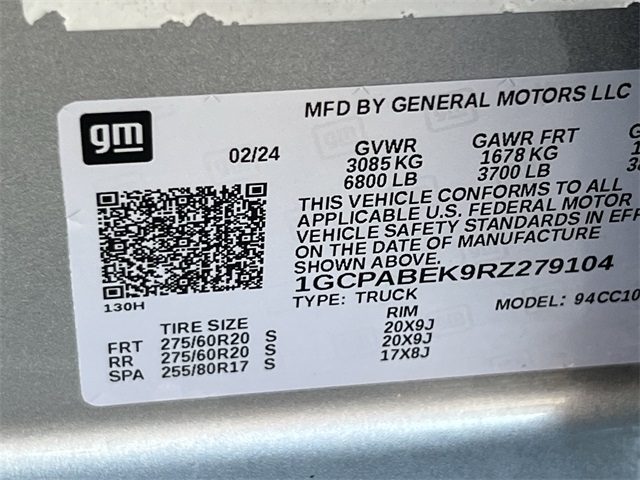 gm
MFD BY GENERAL MOTORS LLC
02/24
GVWR GAWR FRT
3085 KG 1678 KG
6800 LB 3700 LB
THIS VEHICLE CONFORMS TO ALL
APPLICABLE U.S. FEDERAL MOTOR
VEHICLE SAFETY STANDARDS IN EFF
ON THE DATE OF MANUFACTURE
SHOWN ABOVE.
1GCPABEK9RZ279104
130H
TYPE: TRUCK MODEL: 94CC10
TIRE SIZE RIM
FRT 275/60R20 S 20X9J
RR 275/60R20 S 20X9J
SPA 255/80R17 S 17X8J